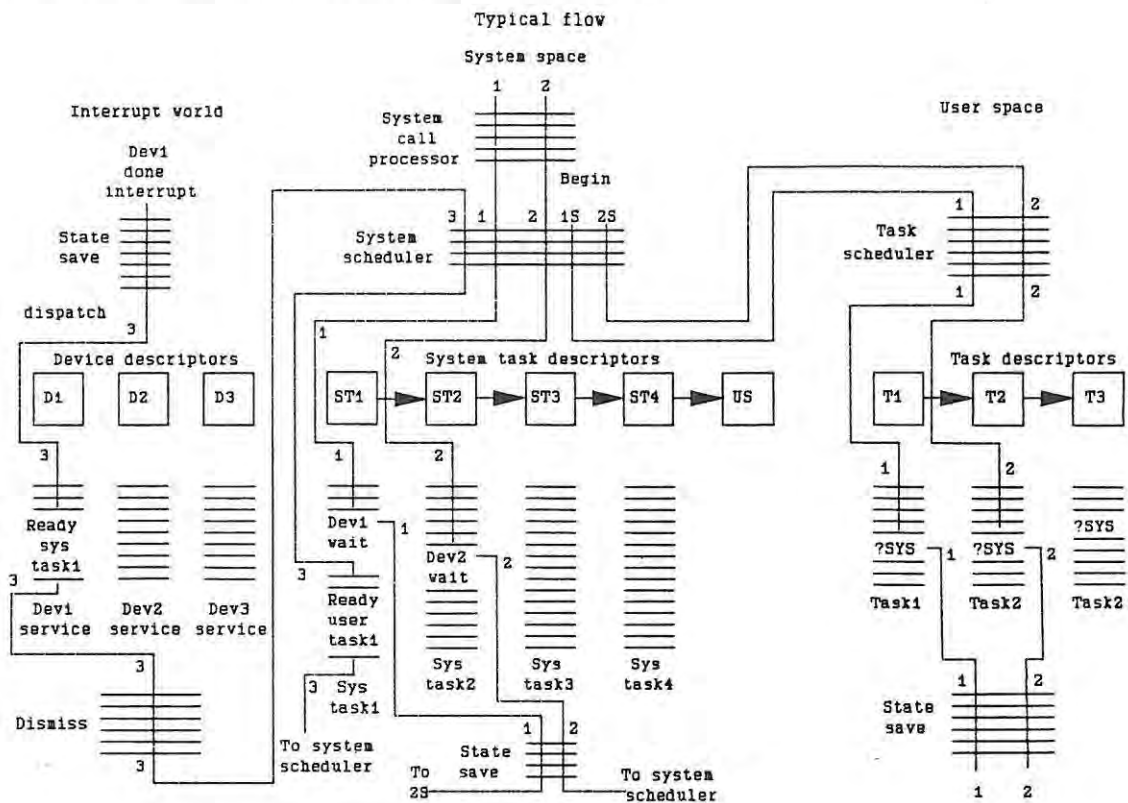 Typical flow
System space
1 2
Interrupt world
System
call
processor
User space
Dev1
done
interrupt
Begin
State
save
System
scheduler
3 1 2 1S 2S
Task
scheduler
1 2
1 2
dispatch
3
1
2
Device descriptors
System task descriptors
Task descriptors
D1 D2 D3
ST1 ST2 ST3 ST4 US
T1 T2 T3
3
1
2
1
2
Ready
sys
task1
3
Dev1
service
Dev2
service
Dev3
service
3
Dismiss
3
Dev1
wait
1
3
Ready
user
task1
3
Sys
task1
To system
scheduler
Dev2
wait
2
Sys
task2
Sys
task3
Sys
task4
1 2
State
save
To
2S
To system
scheduler
?SYS
1
Task1
?SYS
2
Task2
?SYS
Task2
1 2
State
save
1 2